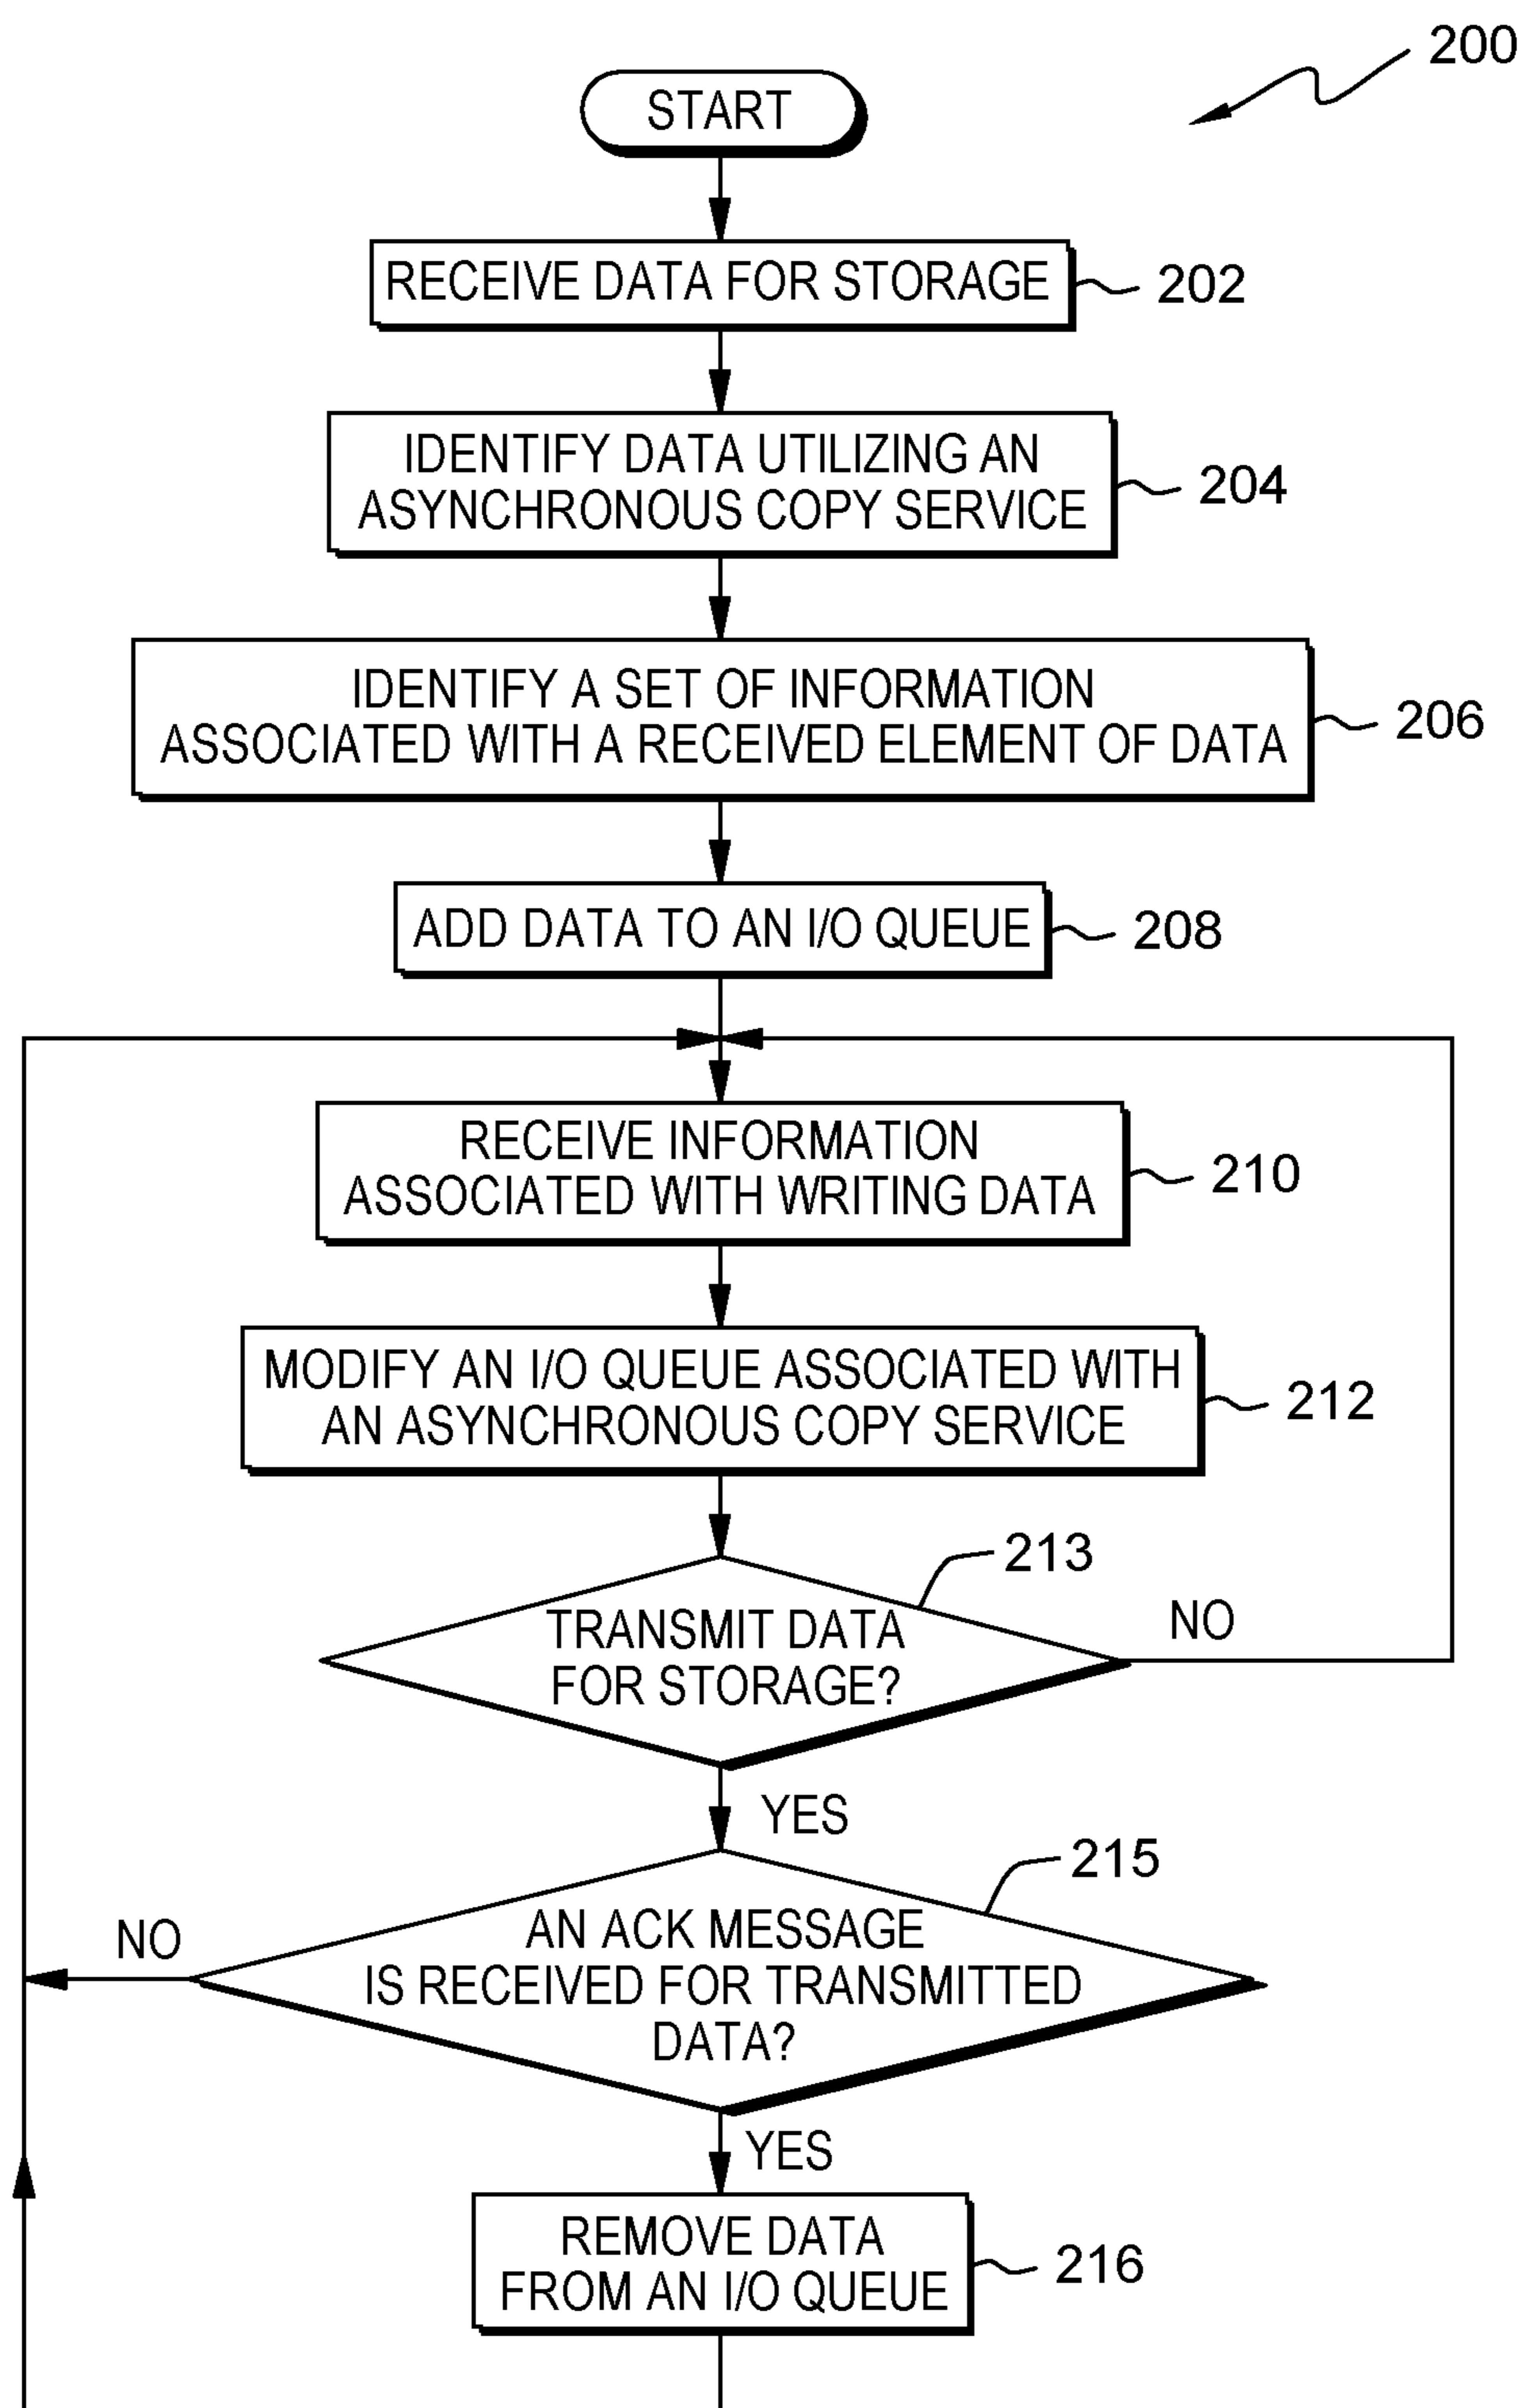 200
START
RECEIVE DATA FOR STORAGE
202
IDENTIFY DATA UTILIZING AN
ASYNCHRONOUS COPY SERVICE
204
IDENTIFY A SET OF INFORMATION
ASSOCIATED WITH A RECEIVED ELEMENT OF DATA
206
ADD DATA TO AN I/O QUEUE
208
RECEIVE INFORMATION
ASSOCIATED WITH WRITING DATA
210
MODIFY AN I/O QUEUE ASSOCIATED WITH
AN ASYNCHRONOUS COPY SERVICE
212
213
TRANSMIT DATA
FOR STORAGE?
NO
YES
215
AN ACK MESSAGE
IS RECEIVED FOR TRANSMITTED
DATA?
NO
YES
REMOVE DATA
FROM AN I/O QUEUE
216